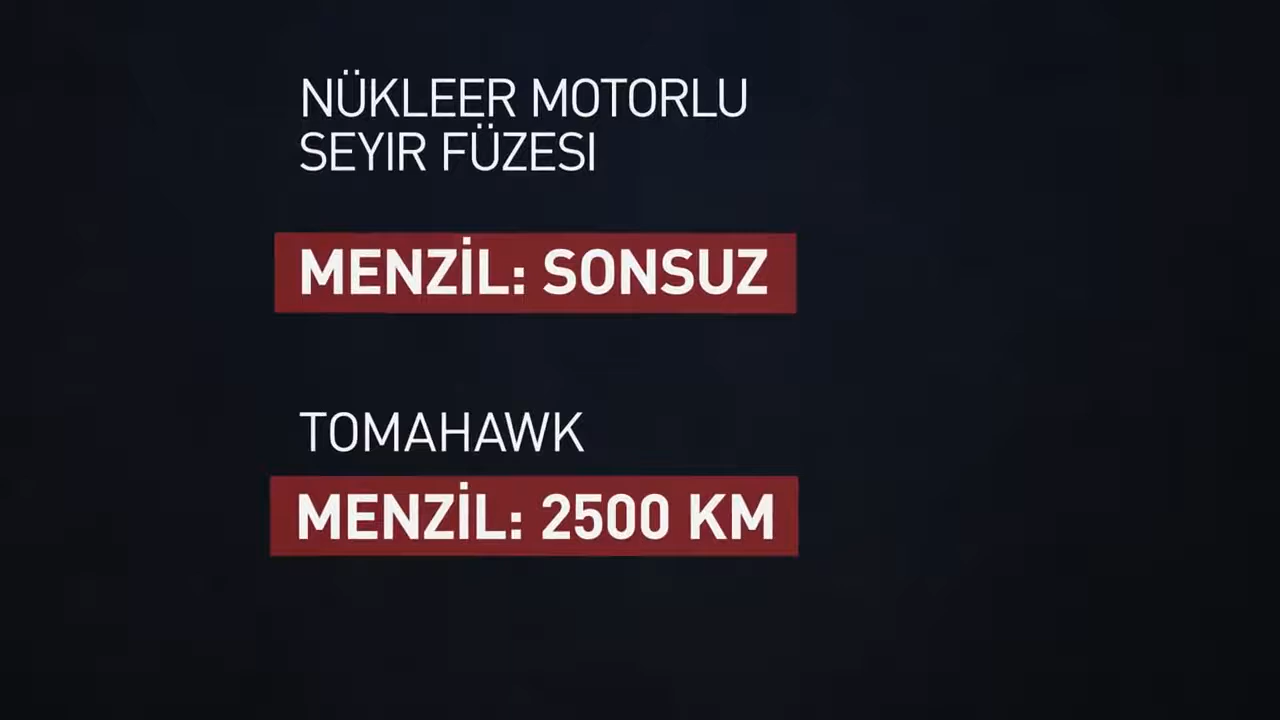 NÜKLEER MOTORLU
SEYIR FÜZESI
MENZİL: SONSUZ
TOMAHAWK
MENZİL: 2500 KM